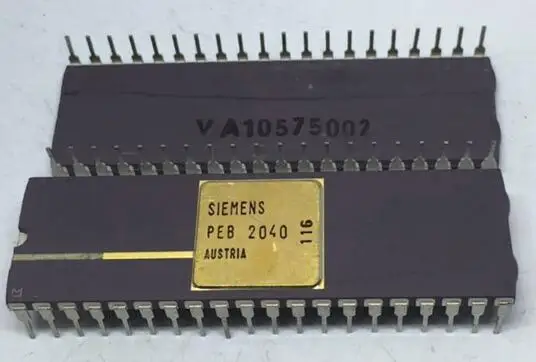 VA10575002
SIEMENS
PEB 2040
AUSTRIA
116